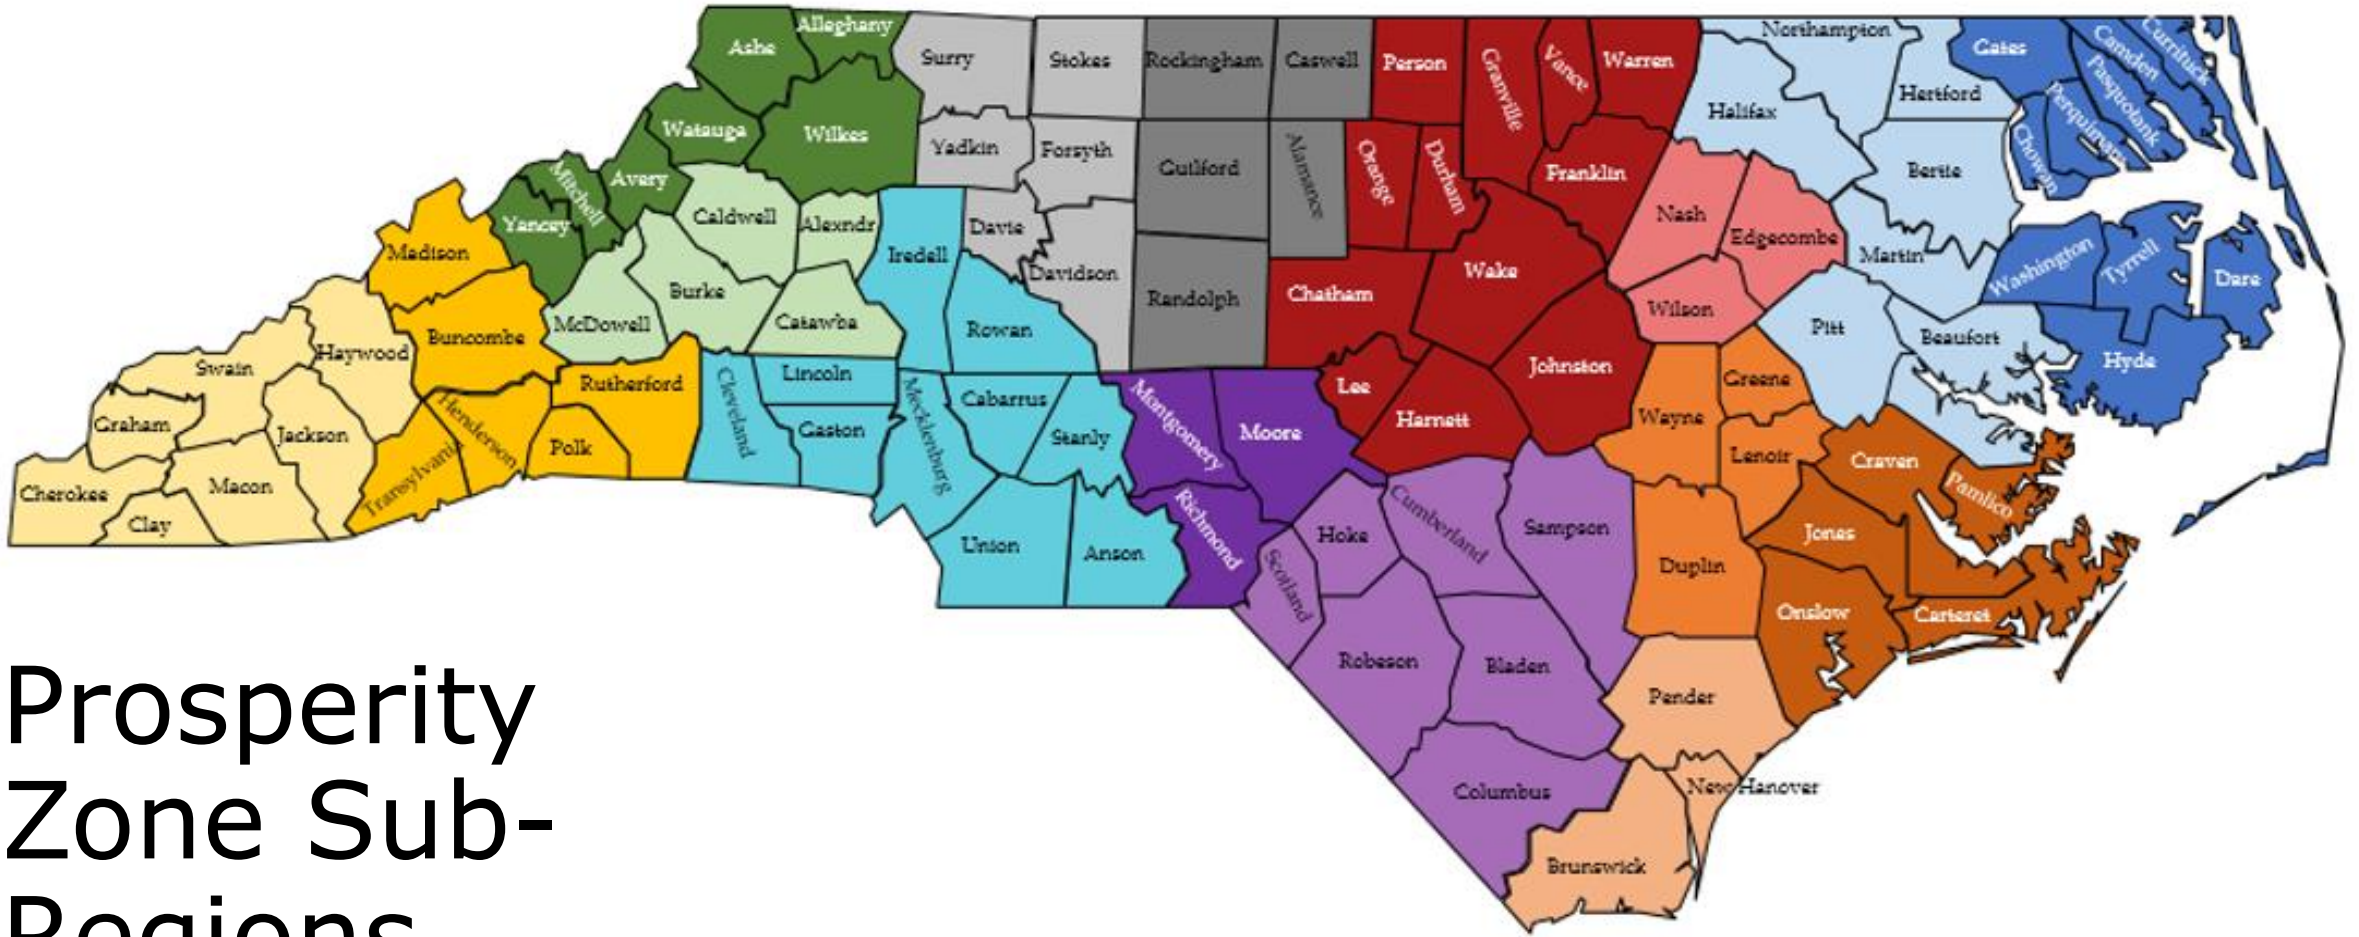 Ashe
Alleghany
Surry
Stokes
Rockingham
Caswell
Person
Granville
Vance
Warren
Northampton
Gates
Camden
Currituck
Pasquotank
Perquimans
Chowan
Hertford
Halifax
Watauga
Wilkes
Yadkin
Forsyth
Guilford
Alamance
Orange
Durham
Franklin
Bertie
Mitchell
Avery
Yancey
Caldwell
Alexndr
Iredell
Davie
Davidson
Nash
Edgecombe
Martin
Washington
Tyrrell
Dare
Madison
Buncombe
McDowell
Burke
Catawba
Rowan
Randolph
Chatham
Wake
Wilson
Pitt
Beaufort
Hyde
Swain
Haywood
Rutherford
Cleveland
Lincoln
Mecklenburg
Cabarrus
Montgomery
Lee
Johnston
Greene
Wayne
Graham
Jackson
Transylvania
Henderson
Polk
Gaston
Stanly
Moore
Harnett
Lenoir
Craven
Pamlico
Cherokee
Macon
Clay
Union
Anson
Richmond
Scotland
Hoke
Cumberland
Sampson
Duplin
Jones
Onslow
Carteret
Robeson
Bladen
Pender
Columbus
New Hanover
Brunswick
Prosperity
Zone Sub-
Regions